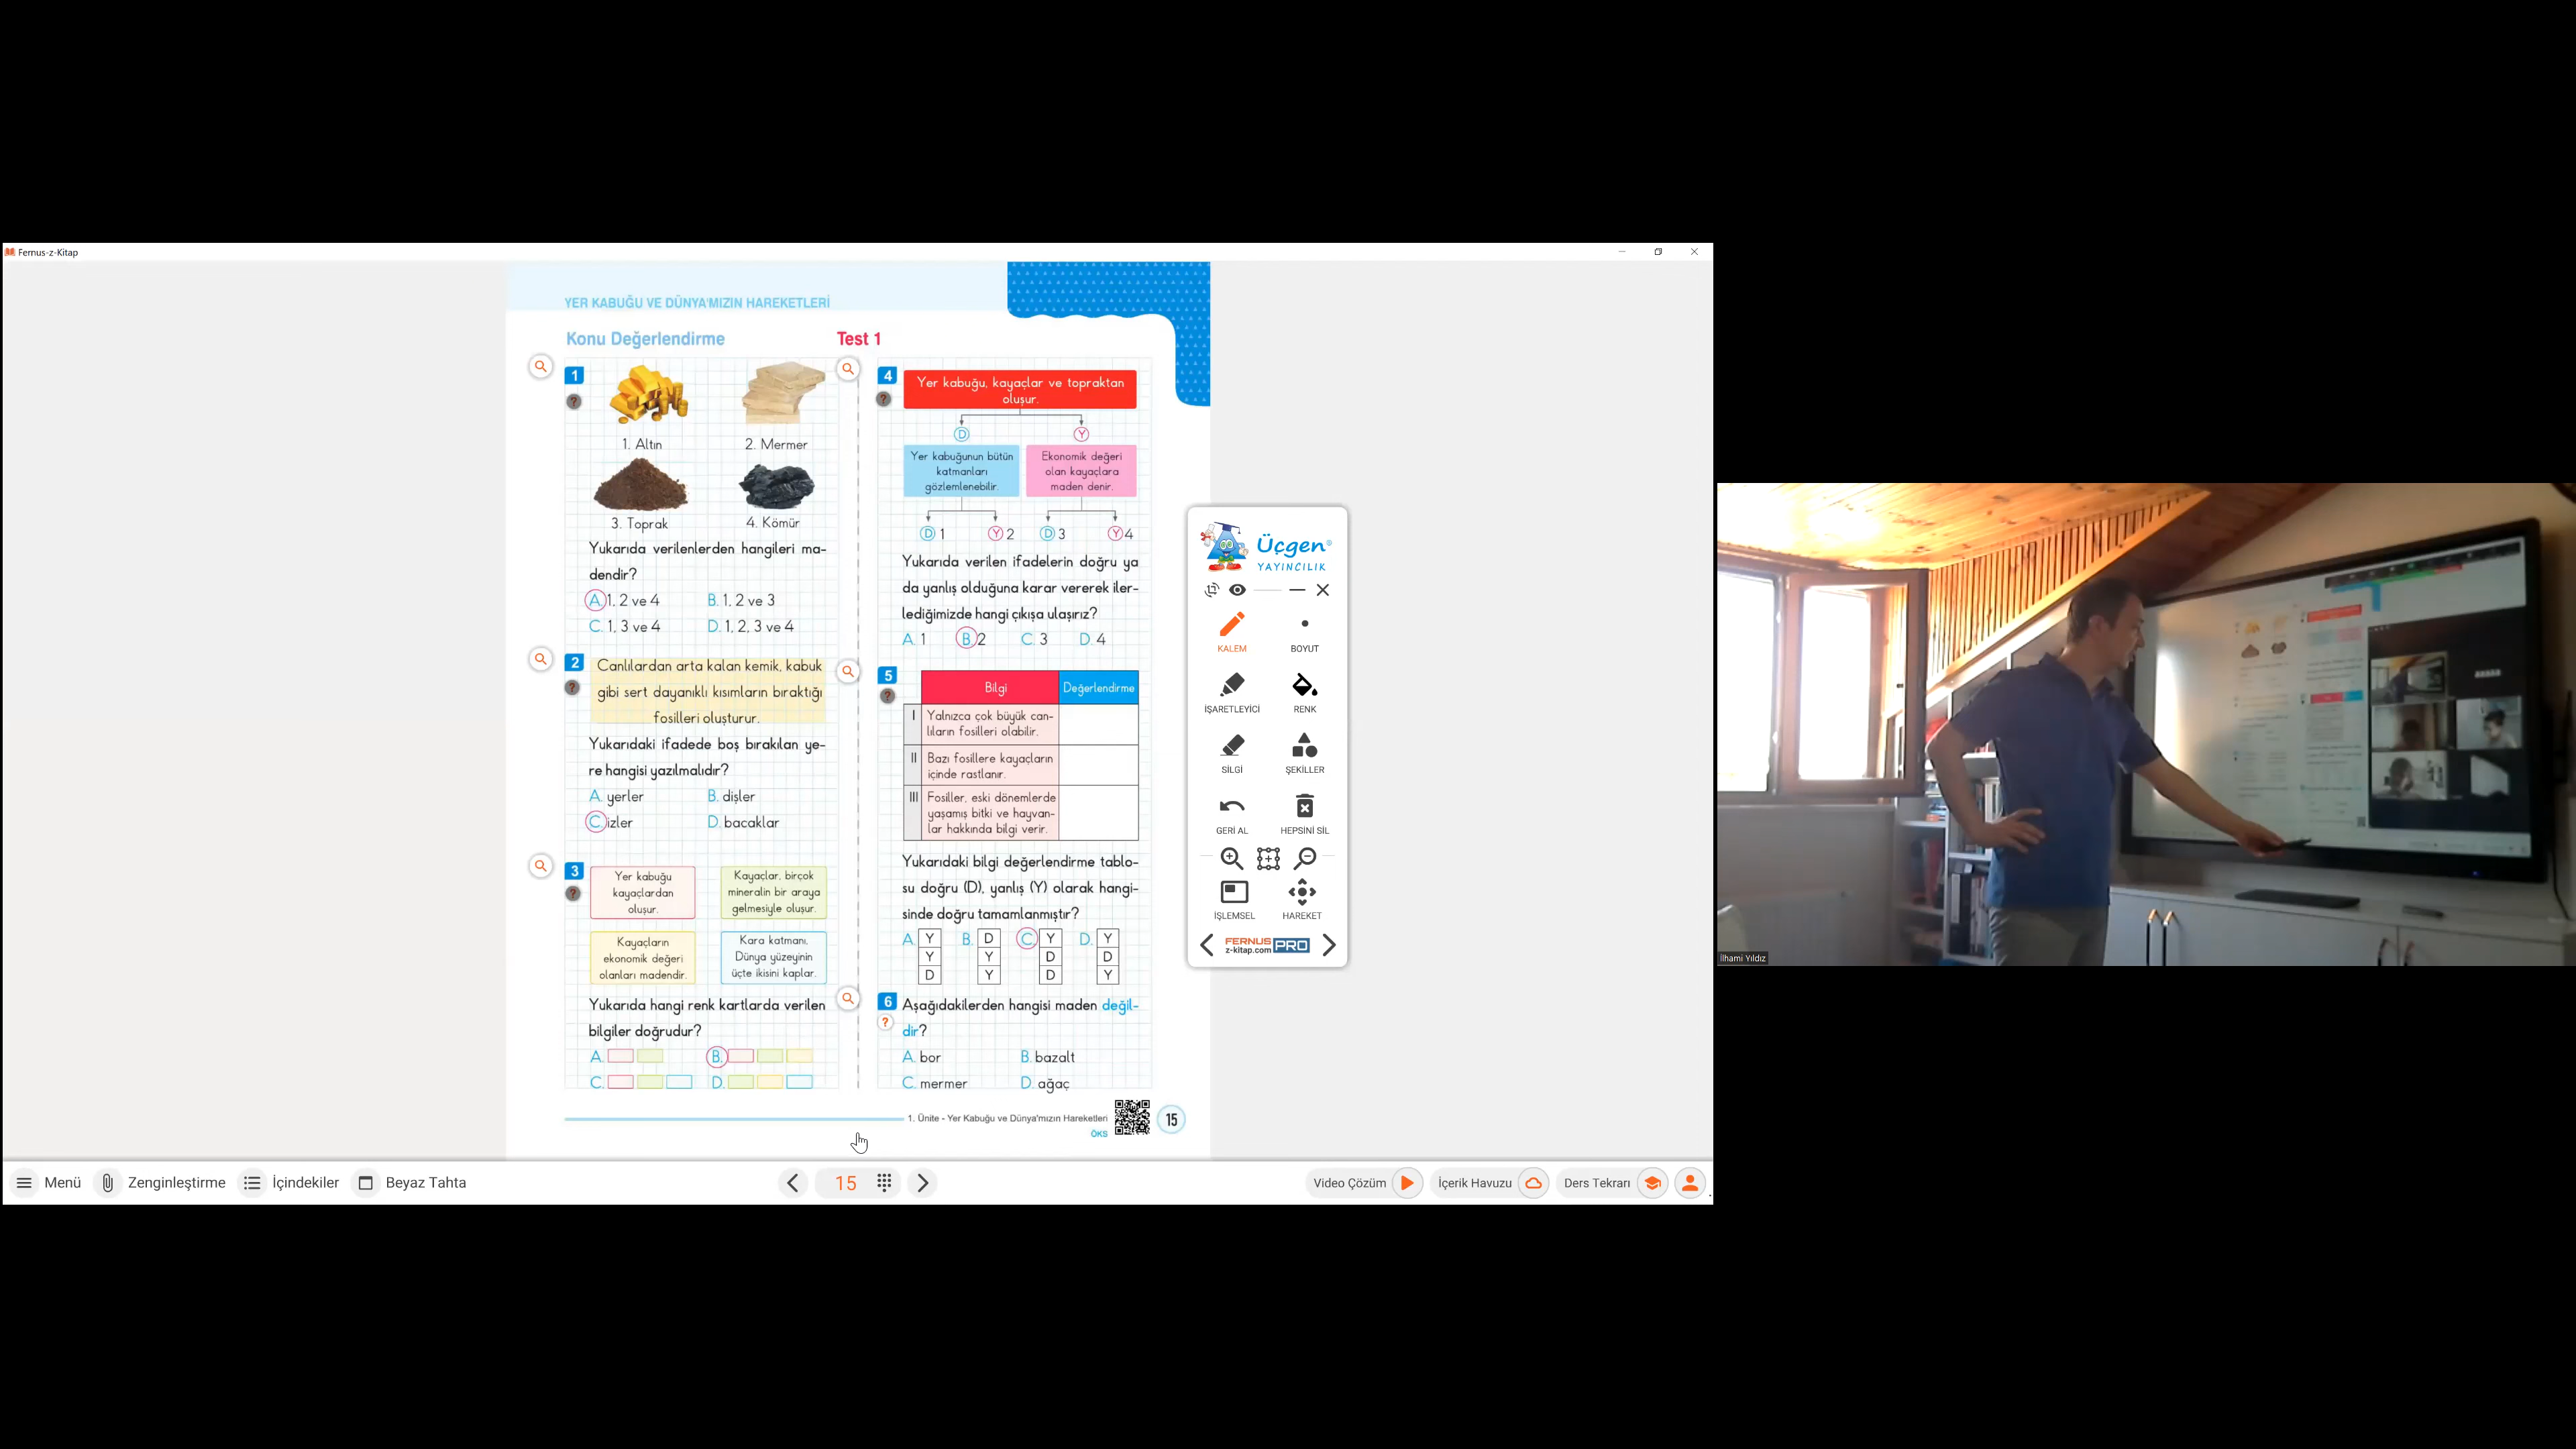 Fernus-z-Kitap
YER KABUĞU VE DÜNYA'MIZIN HAREKETLERİ
Konu Değerlendirme
Test 1
1
1. Altın
2. Mermer
3. Toprak
4. Kömür
Yukarıda verilenlerden hangileri ma-
dendir?
A. 1, 2 ve 4
B. 1, 2 ve 3
C. 1, 3 ve 4
D. 1, 2, 3 ve 4
2
Canlılardan arta kalan kemik, kabuk
gibi sert dayanıklı kısımların bıraktığı
fosilleri oluşturur.
Yukarıdaki ifadede boş bırakılan ye-
re hangisi yazılmalıdır?
A. yerler
B. dişler
C. izler
D. bacaklar
3
Yer kabuğu
kayaçlardan
oluşur.
Kayaçlar, birçok
mineralin bir araya
gelmesiyle oluşur.
Kayaçların
ekonomik değeri
olanları madendir.
Kara katmanı,
Dünya yüzeyinin
üçte ikisini kaplar.
Yukarıda hangi renk kartlarda verilen
bilgiler doğrudur?
A.
B.
C.
D.
4
Yer kabuğu, kayaçlar ve topraktan
oluşur.
D
Y
Yer kabuğunun bütün
katmanları
gözlemlenebilir.
Ekonomik değeri
olan kayaçlara
maden denir.
D 1
Y 2
D 3
Y 4
Yukarıda verilen ifadelerin doğru ya
da yanlış olduğuna karar vererek iler-
lediğimizde hangi çıkışa ulaşırız?
A. 1
B. 2
C. 3
D. 4
5
Bilgi
Değerlendirme
I
Yalnızca çok büyük can-
lıların fosilleri olabilir.
II
Bazı fosillere kayaçların
içinde rastlanır.
III
Fosiller, eski dönemlerde
yaşamış bitki ve hayvan-
lar hakkında bilgi verir.
Yukarıdaki bilgi değerlendirme tablo-
su doğru (D), yanlış (Y) olarak hangi-
sinde doğru tamamlanmıştır?
A. Y B. D C. Y D. Y
Y Y D D
D Y D Y
6
Aşağıdakilerden hangisi maden değil-
dir?
A. bor
B. bazalt
C. mermer
D. ağaç
1. Ünite - Yer Kabuğu ve Dünya'mızın Hareketleri
ÖKS
15
Üçgen®
YAYINCILIK
KALEM
BOYUT
İŞARETLEYİCİ
RENK
SİLGİ
ŞEKİLLER
GERİ AL
HEPSİNİ SİL
İŞLEMSEL
HAREKET
FERNUS
z-kitap.com
PRO
Menü
Zenginleştirme
İçindekiler
Beyaz Tahta
15
Video Çözüm
İçerik Havuzu
Ders Tekrarı
İlhami Yıldız